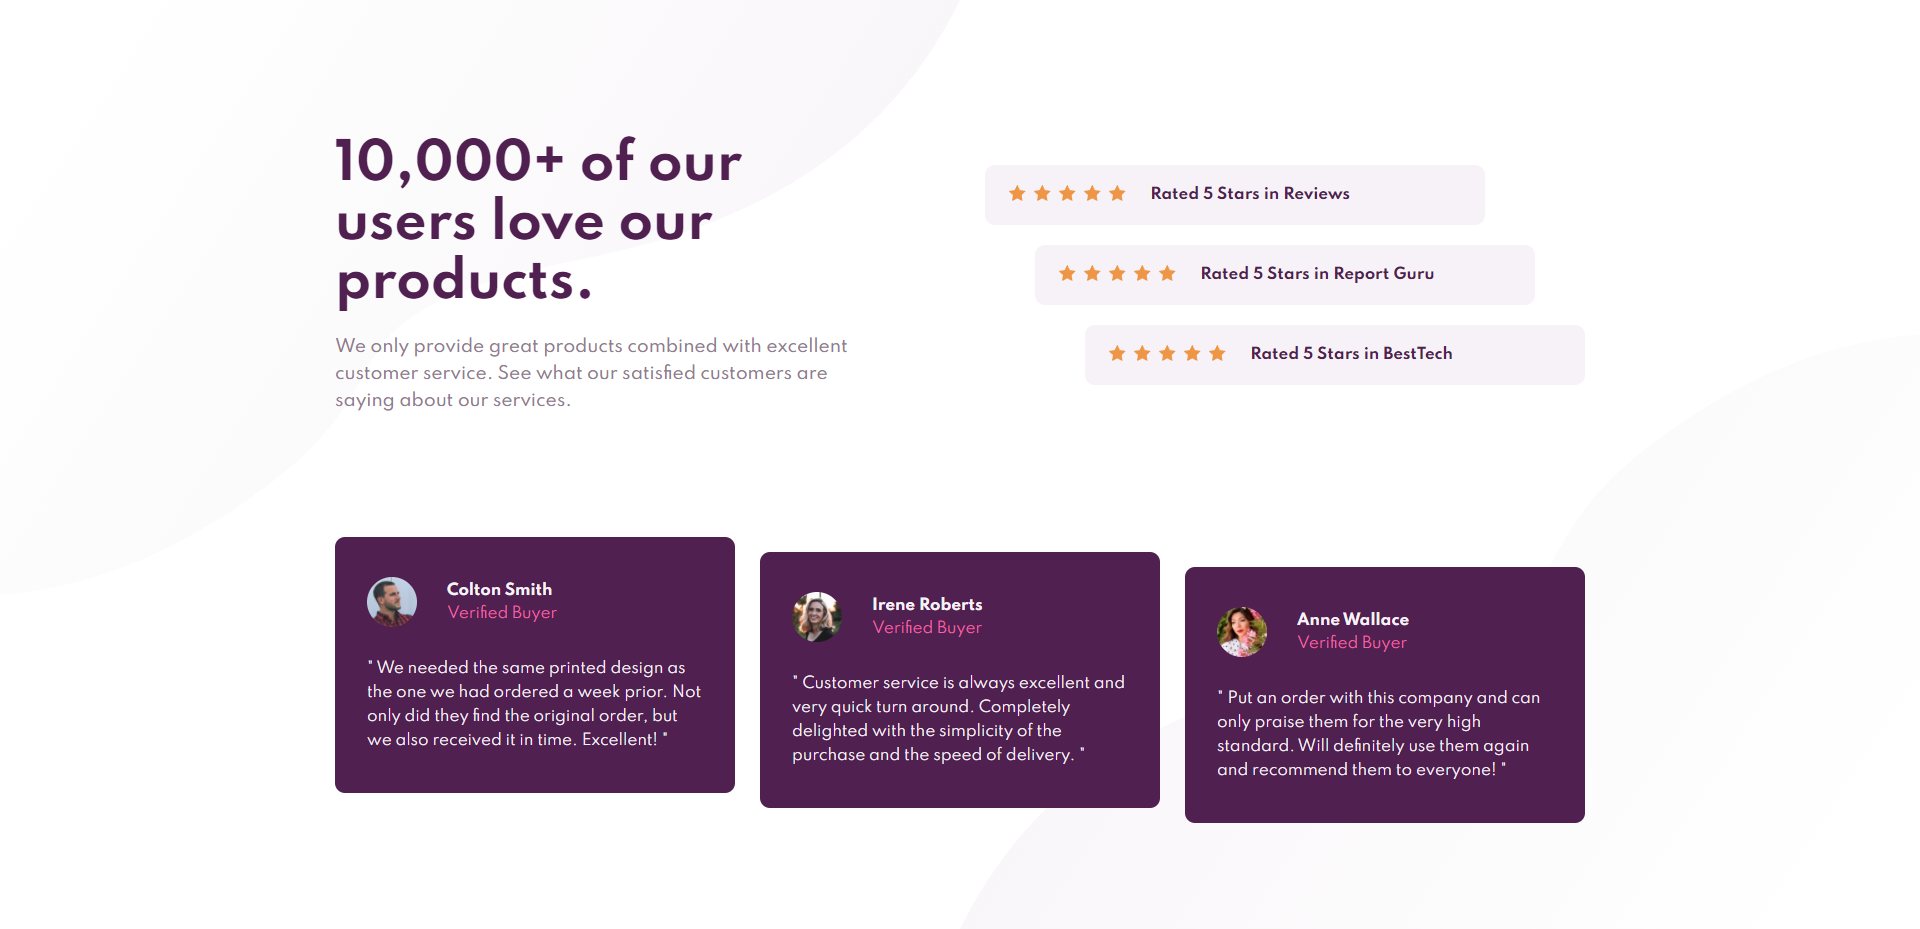 10,000+ of our
users love our
products.
We only provide great products combined with excellent
customer service. See what our satisfied customers are
saying about our services.
Rated 5 Stars in Reviews
Rated 5 Stars in Report Guru
Rated 5 Stars in BestTech
Colton Smith
Verified Buyer
" We needed the same printed design as
the one we had ordered a week prior. Not
only did they find the original order, but
we also received it in time. Excellent! "
Irene Roberts
Verified Buyer
" Customer service is always excellent and
very quick turn around. Completely
delighted with the simplicity of the
purchase and the speed of delivery. "
Anne Wallace
Verified Buyer
" Put an order with this company and can
only praise them for the very high
standard. Will definitely use them again
and recommend them to everyone! "